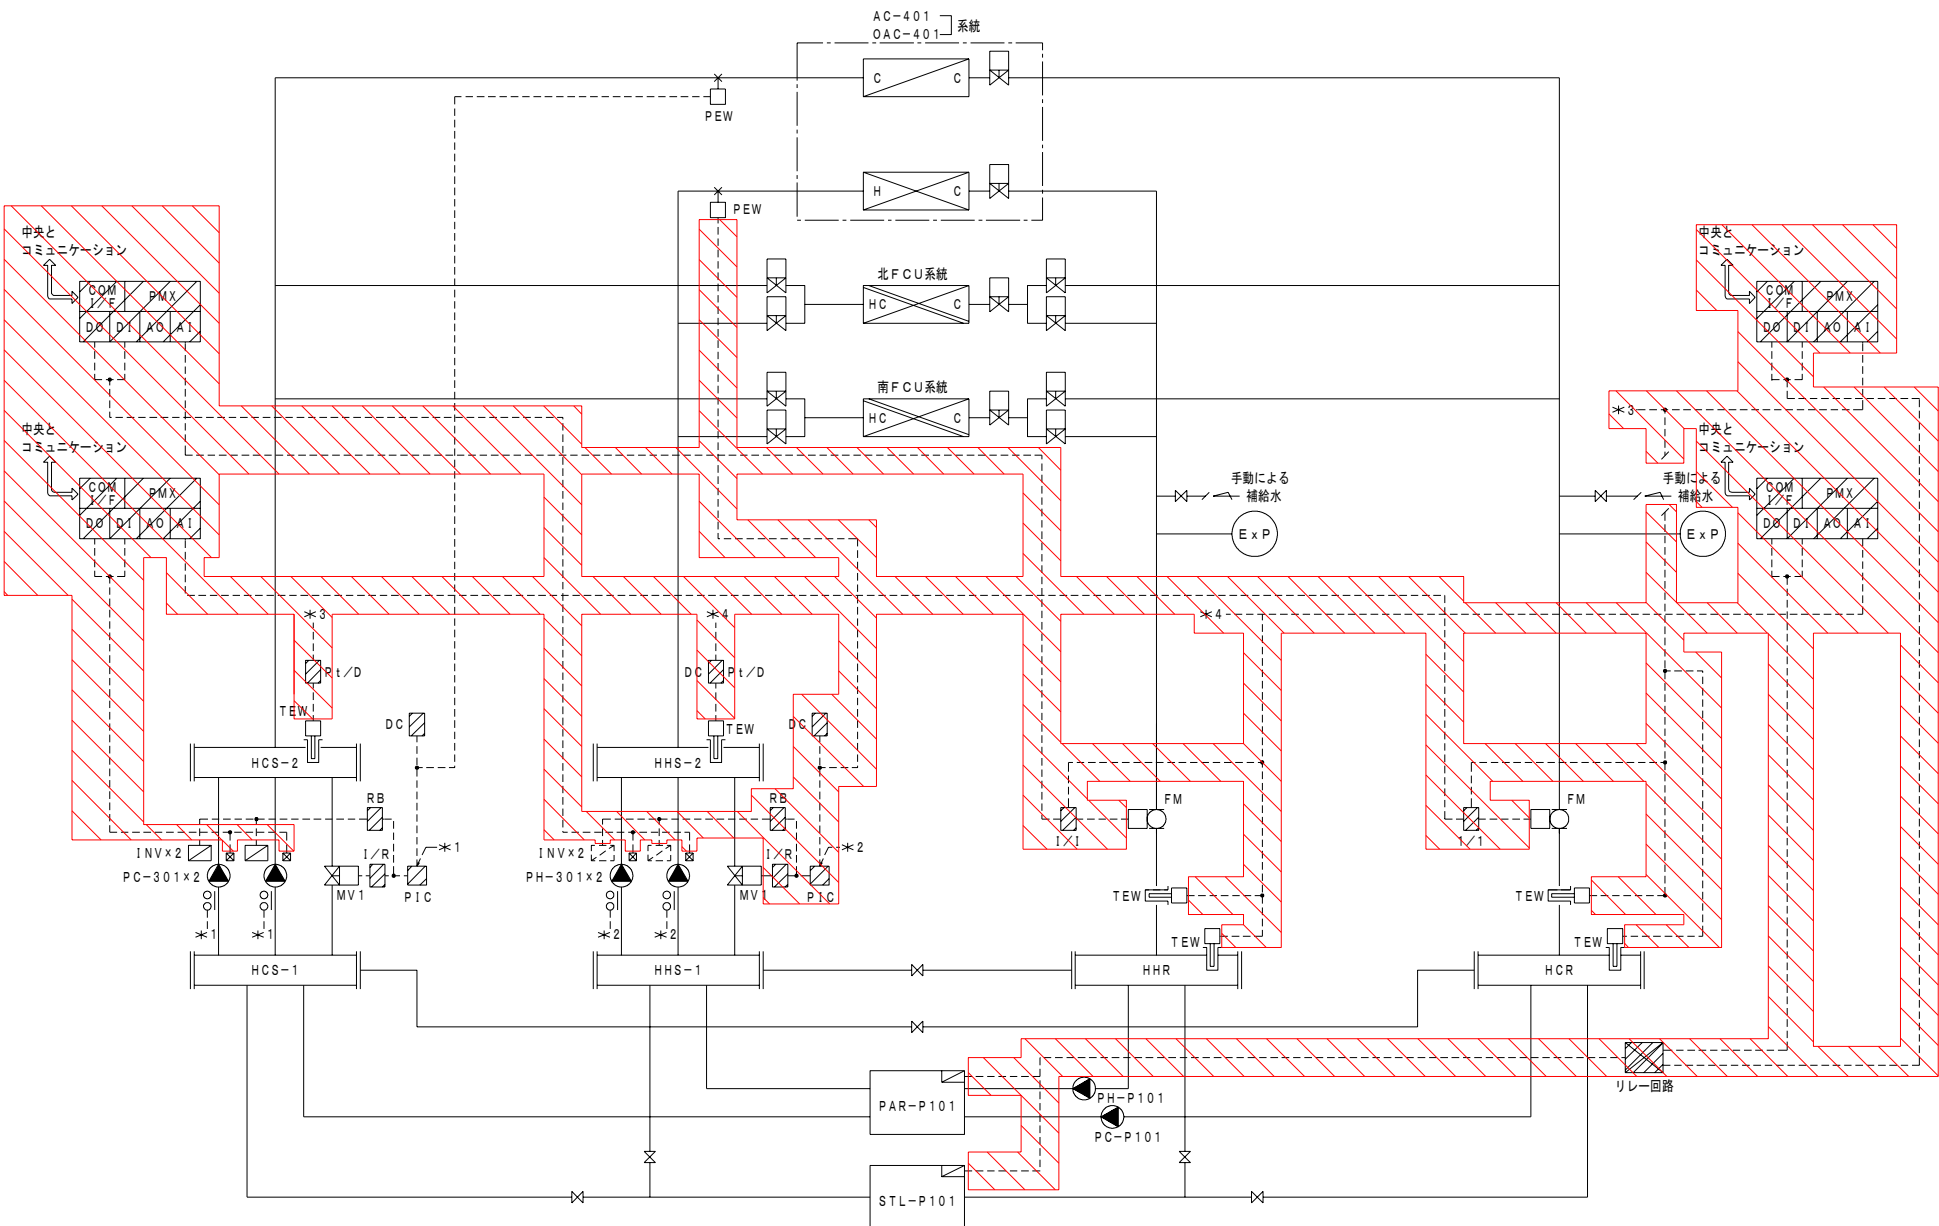 AC-401
OAC-401
系統
C C
PEW
H C
PEW
中央と
コミュニケーション
中央と
コミュニケーション
北FCU系統
HC C
COM
I/F
PMX
DO DI AO AI
COM
I/F
PMX
DO DI AO AI
南FCU系統
HC C
*3
中央と
コミュニケーション
中央と
コミュニケーション
手動による
補給水
手動による
補給水
COM
I/F
PMX
DO DI AO AI
COM
I/F
PMX
DO DI AO AI
ExP
ExP
*3
*4
*4
Pt/D
DC
Pt/D
TEW
DC
TEW
DC
HCS-2
HHS-2
RB
RB
FM
FM
I/I
I/I
INV×2
I/R
*1
INV×2
I/R
*2
PC-301×2
MV1
PIC
PH-301×2
MV1
PIC
TEW
TEW
*1
*1
*2
*2
TEW
TEW
HCS-1
HHS-1
HHR
HCR
リレー回路
PAR-P101
PH-P101
PC-P101
STL-P101